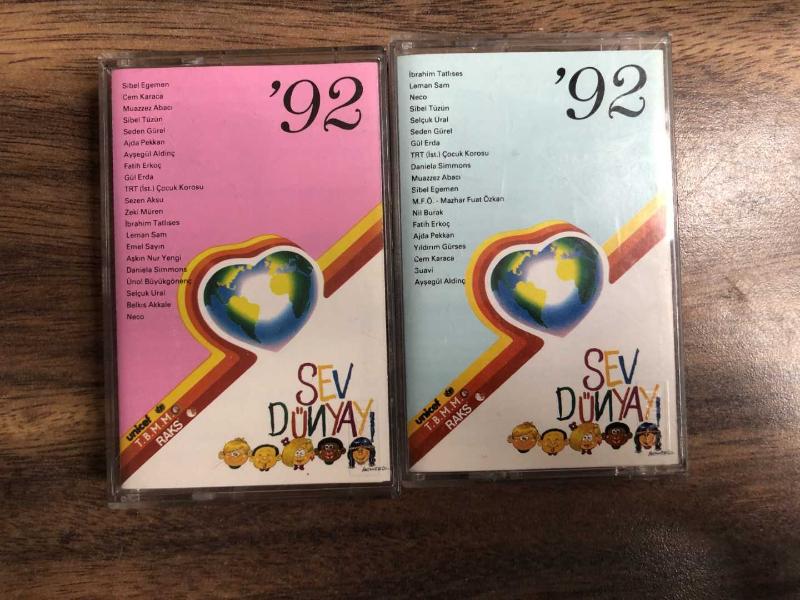 '92
Sibel Egemen
Cem Karaca
Muazzez Abacı
Sibel Tüzün
Seden Gürel
Ajda Pekkan
Ayşegül Aldinç
Fatih Erkoç
Gül Erda
TRT (İst.) Çocuk Korosu
Sezen Aksu
Zeki Müren
İbrahim Tatlıses
Leman Sam
Emel Sayın
Aşkın Nur Yengi
Daniela Simmons
Ünol Büyükgönenç
Selçuk Ural
Belkıs Akkale
Neco
unicef
T.B.M.M.
RAKS
SEV
DÜNYAYI
'92
İbrahim Tatlıses
Leman Sam
Neco
Sibel Tüzün
Selçuk Ural
Seden Gürel
Gül Erda
TRT (İst.) Çocuk Korosu
Daniela Simmons
Muazzez Abacı
Sibel Egemen
M.F.Ö. - Mazhar Fuat Özkan
Nil Burak
Fatih Erkoç
Ajda Pekkan
Yıldırım Gürses
Cem Karaca
Suavi
Ayşegül Aldinç
unicef
T.B.M.M.
RAKS
SEV
DÜNYAYI